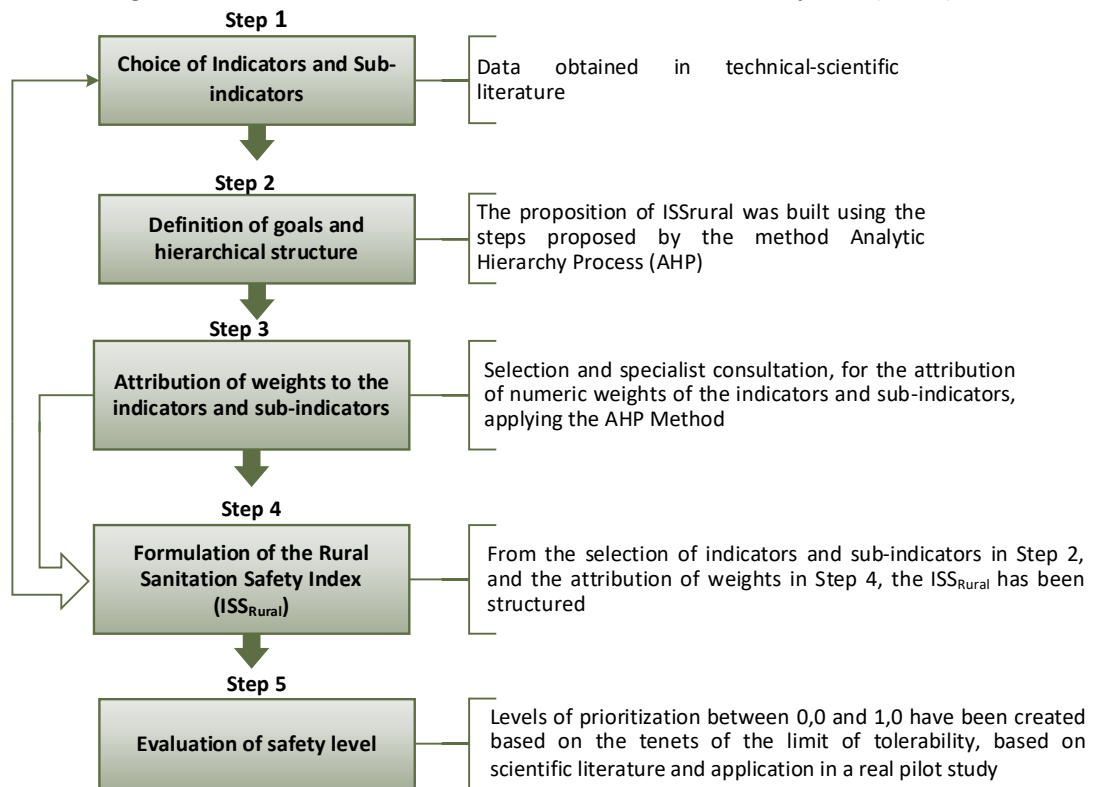 Step 1
Choice of Indicators and Sub-
indicators
Data obtained in technical-scientific
literature
Step 2
Definition of goals and
hierarchical structure
The proposition of ISSrural was built using the
steps proposed by the method Analytic
Hierarchy Process (AHP)
Step 3
Attribution of weights to the
indicators and sub-indicators
Selection and specialist consultation, for the attribution
of numeric weights of the indicators and sub-indicators,
applying the AHP Method
Step 4
Formulation of the Rural
Sanitation Safety Index
(ISSRural)
From the selection of indicators and sub-indicators in Step 2,
and the attribution of weights in Step 4, the ISSRural has been
structured
Step 5
Evaluation of safety level
Levels of prioritization between 0,0 and 1,0 have been created
based on the tenets of the limit of tolerability, based on
scientific literature and application in a real pilot study